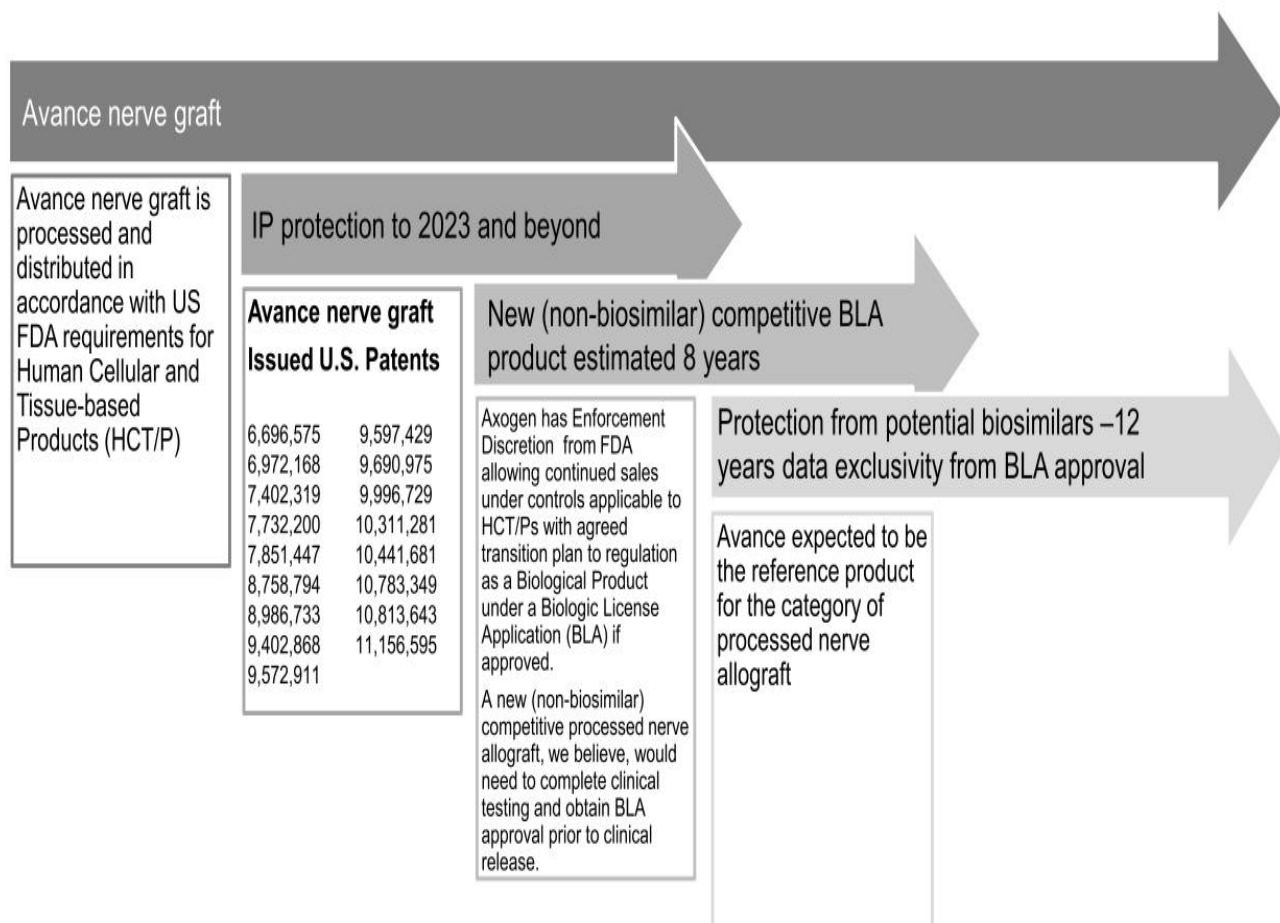 Avance nerve graft
Avance nerve graft is
processed and
distributed in
accordance with US
FDA requirements for
Human Cellular and
Tissue-based
Products (HCT/P)
IP protection to 2023 and beyond
Avance nerve graft
Issued U.S. Patents
6,696,575 9,597,429
6,972,168 9,690,975
7,402,319 9,996,729
7,732,200 10,311,281
7,851,447 10,441,681
8,758,794 10,783,349
8,986,733 10,813,643
9,402,868 11,156,595
9,572,911
New (non-biosimilar) competitive BLA
product estimated 8 years
Axogen has Enforcement
Discretion from FDA
allowing continued sales
under controls applicable to
HCT/Ps with agreed
transition plan to regulation
as a Biological Product
under a Biologic License
Application (BLA) if
approved.
A new (non-biosimilar)
competitive processed nerve
allograft, we believe, would
need to complete clinical
testing and obtain BLA
approval prior to clinical
release.
Protection from potential biosimilars –12
years data exclusivity from BLA approval
Avance expected to be
the reference product
for the category of
processed nerve
allograft